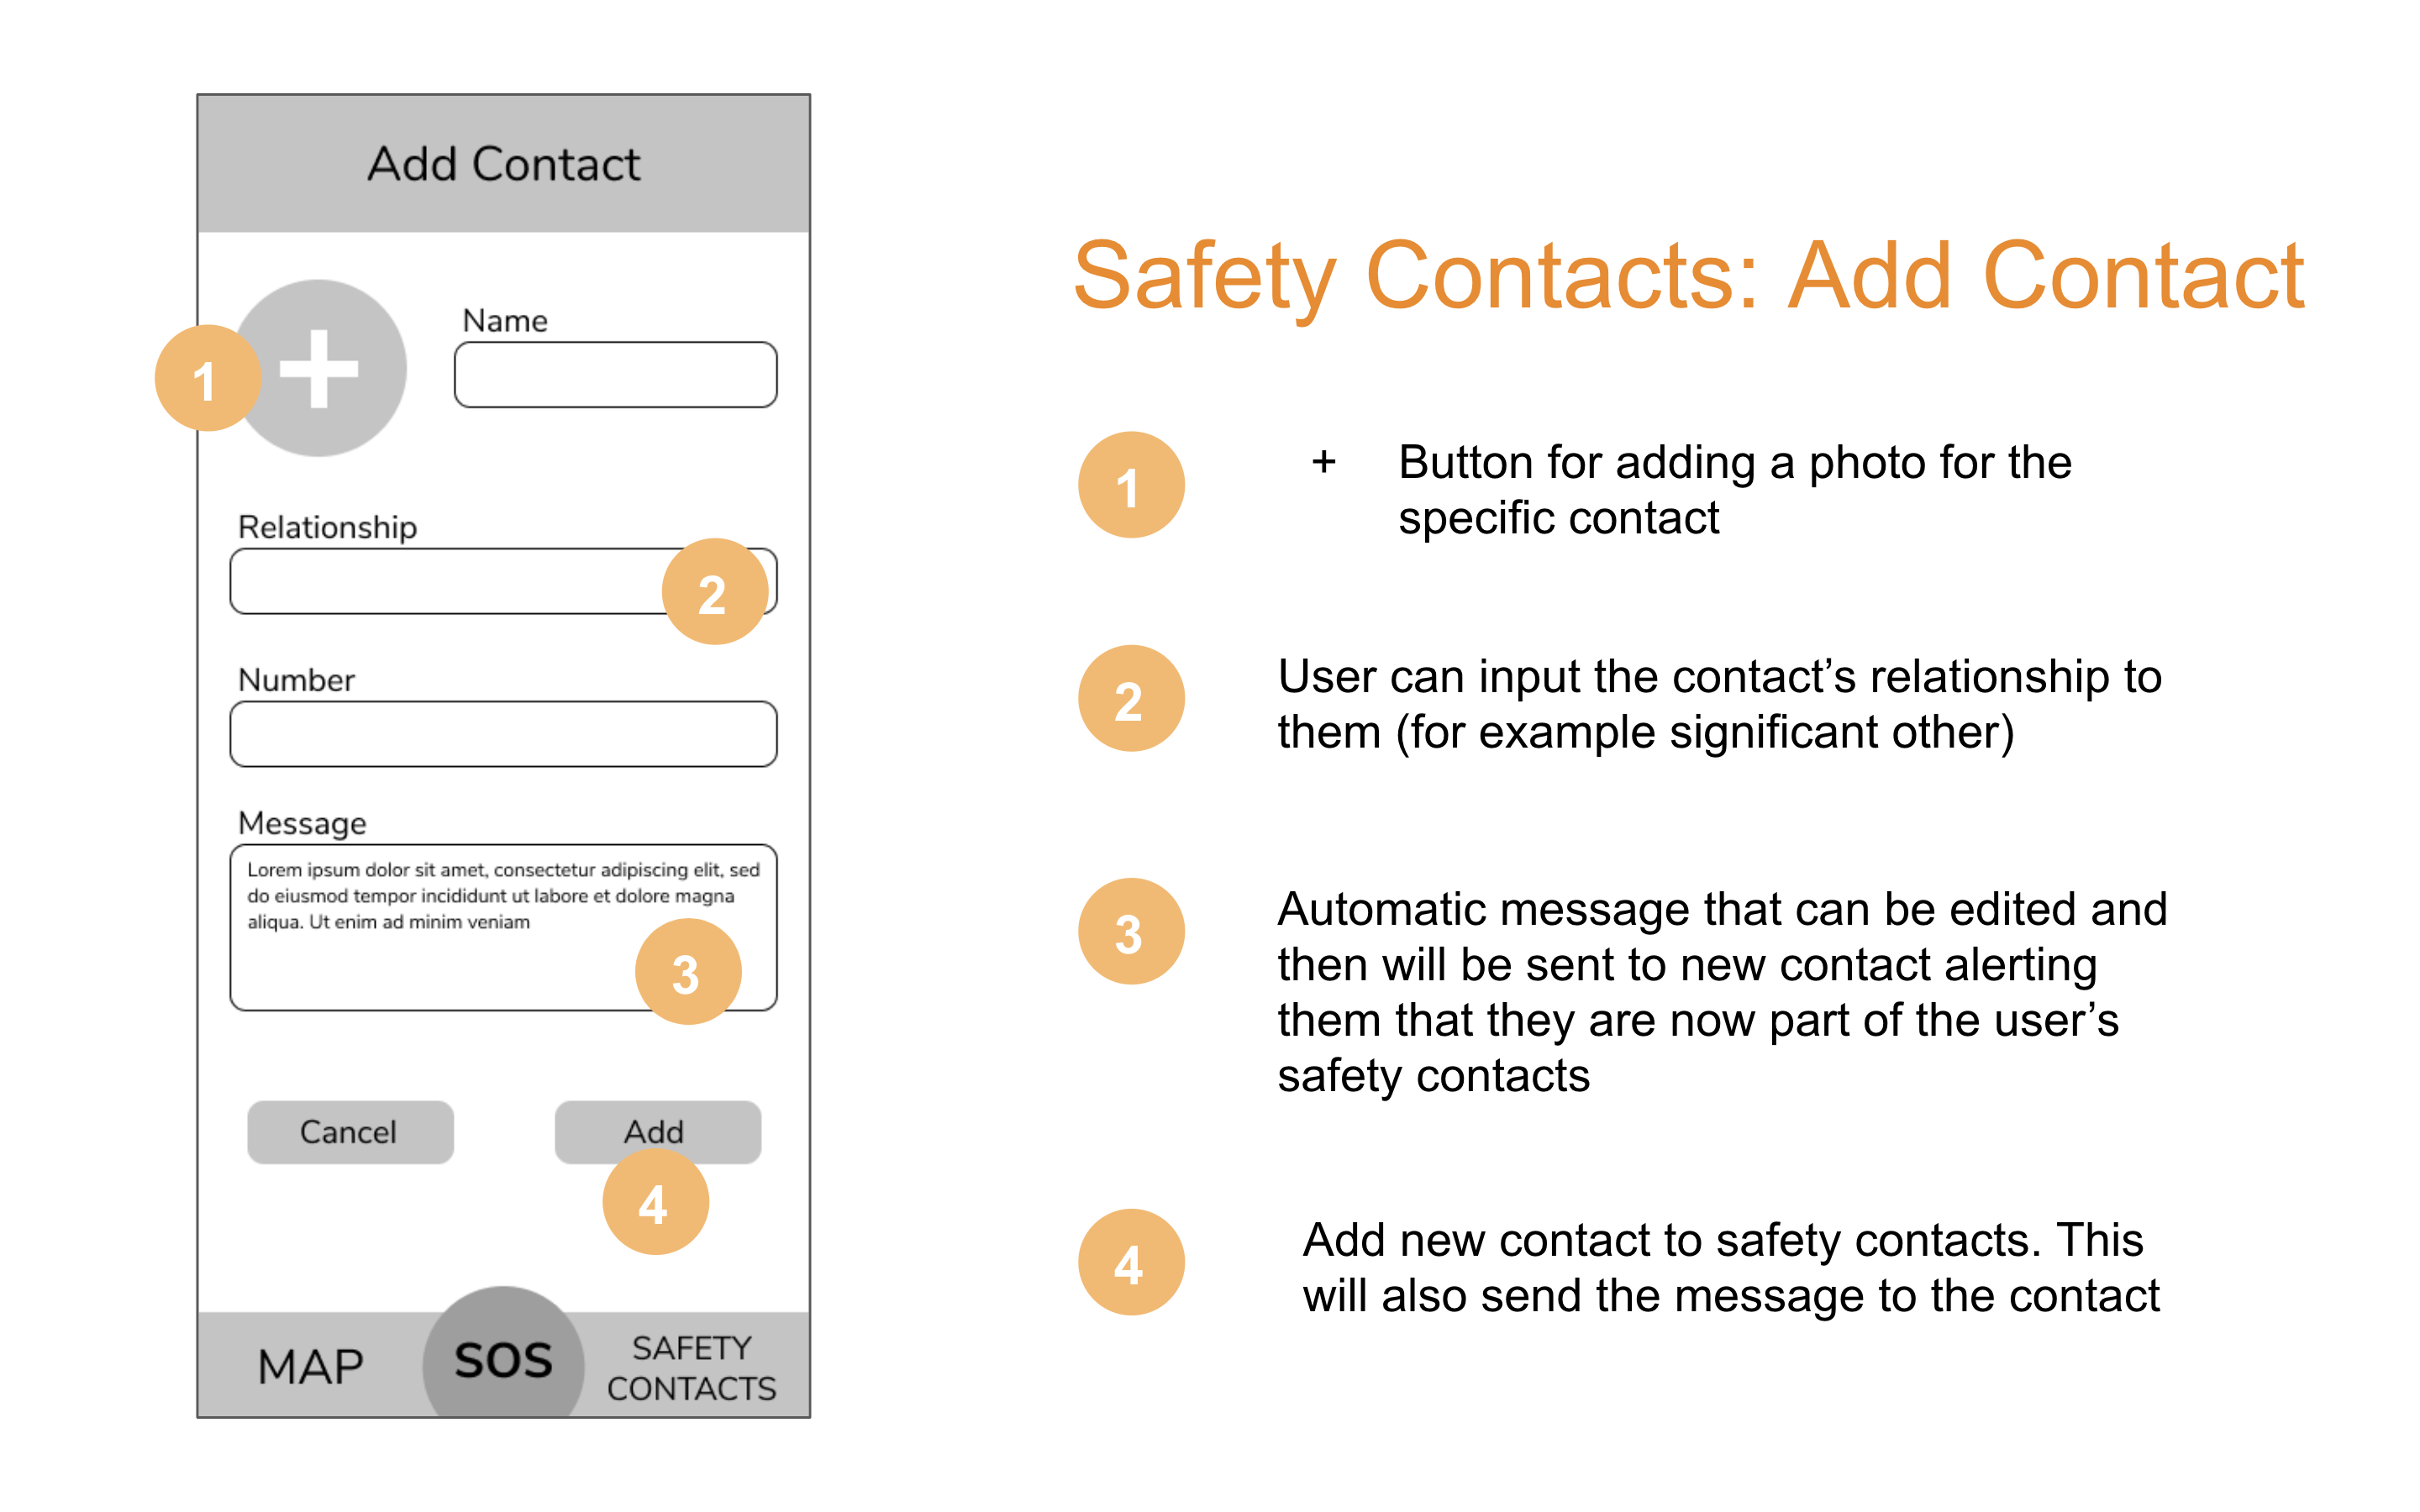 Add Contact
1
+
Name
Relationship
2
Number
Message
Lorem ipsum dolor sit amet, consectetur adipiscing elit, sed
do eiusmod tempor incididunt ut labore et dolore magna
aliqua. Ut enim ad minim veniam
3
Cancel
Add
4
MAP
SOS
SAFETY
CONTACTS
Safety Contacts: Add Contact
1
+ Button for adding a photo for the
specific contact
2
User can input the contact’s relationship to
them (for example significant other)
3
Automatic message that can be edited and
then will be sent to new contact alerting
them that they are now part of the user’s
safety contacts
4
Add new contact to safety contacts. This
will also send the message to the contact